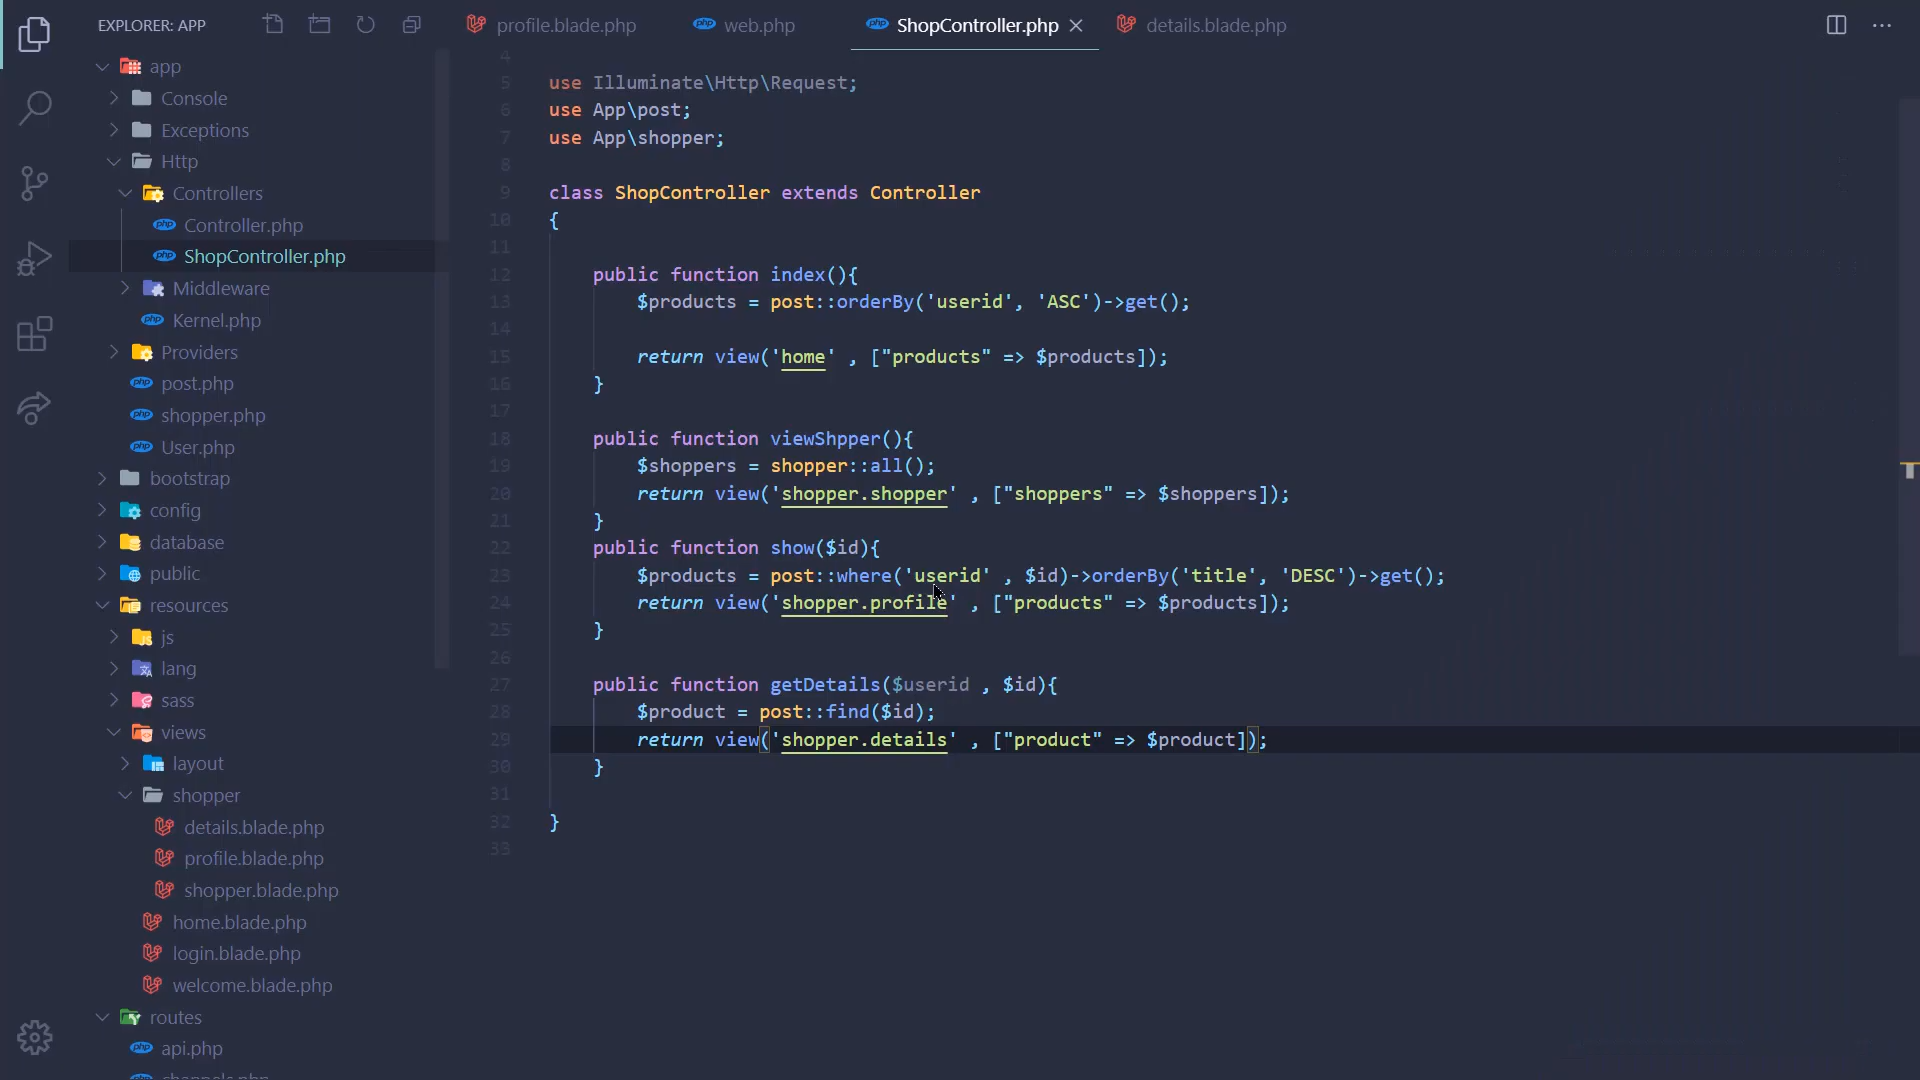 EXPLORER: APP
app
Console
Exceptions
Http
Controllers
Controller.php
ShopController.php
Middleware
Kernel.php
Providers
post.php
shopper.php
User.php
bootstrap
config
database
public
resources
js
lang
sass
views
layout
shopper
details.blade.php
profile.blade.php
shopper.blade.php
home.blade.php
login.blade.php
welcome.blade.php
routes
api.php
channels.php
profile.blade.php
web.php
ShopController.php
details.blade.php
4
5 use Illuminate\Http\Request;
6 use App\post;
7 use App\shopper;
8
9 class ShopController extends Controller
10 {
11
12 public function index(){
13 $products = post::orderBy('userid', 'ASC')->get();
14
15 return view('home' , ["products" => $products]);
16 }
17
18 public function viewShpper(){
19 $shoppers = shopper::all();
20 return view('shopper.shopper' , ["shoppers" => $shoppers]);
21 }
22 public function show($id){
23 $products = post::where('userid' , $id)->orderBy('title', 'DESC')->get();
24 return view('shopper.profile' , ["products" => $products]);
25 }
26
27 public function getDetails($userid , $id){
28 $product = post::find($id);
29 return view('shopper.details' , ["product" => $product]);
30 }
31
32 }
33